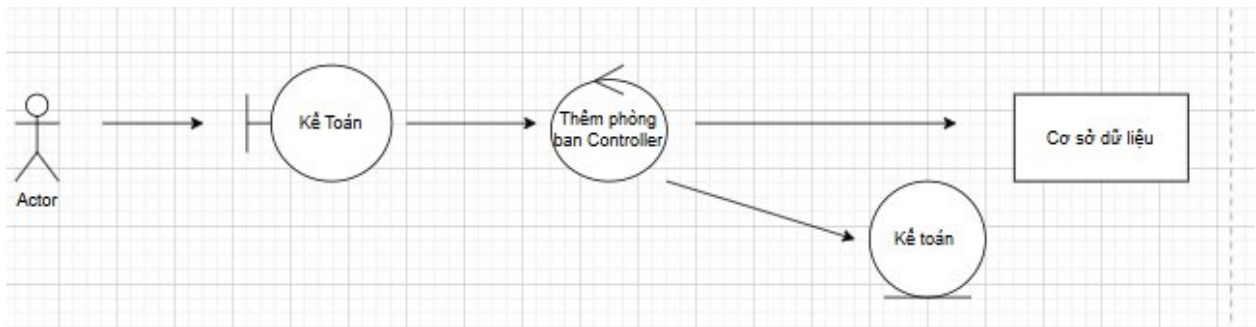 Actor
Kế Toán
Thêm phòng
ban Controller
Cơ sở dữ liệu
Kế toán